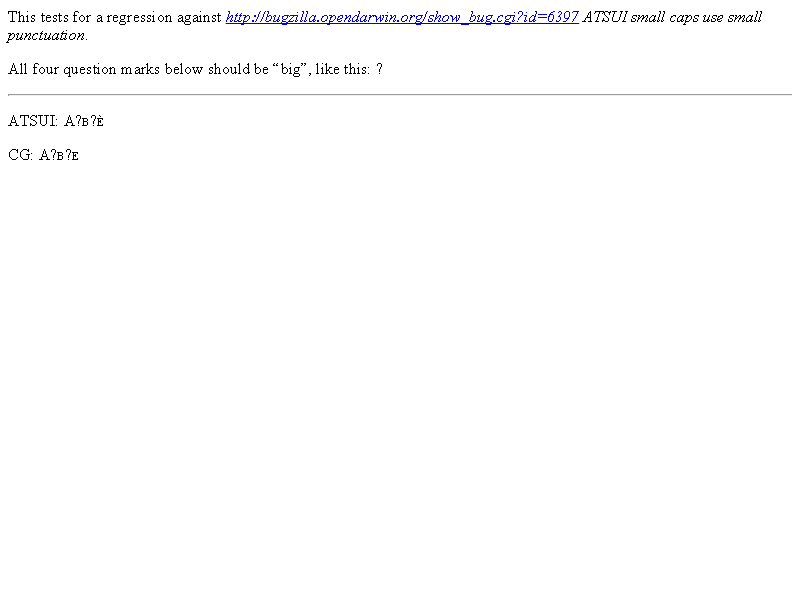 This tests for a regression against http://bugzilla.opendarwin.org/show_bug.cgi?id=6397 ATSUI small caps use small
punctuation.
All four question marks below should be “big”, like this: ?
ATSUI: A?ʙ?ᴇ̀
CG: A?ʙ?ᴇ